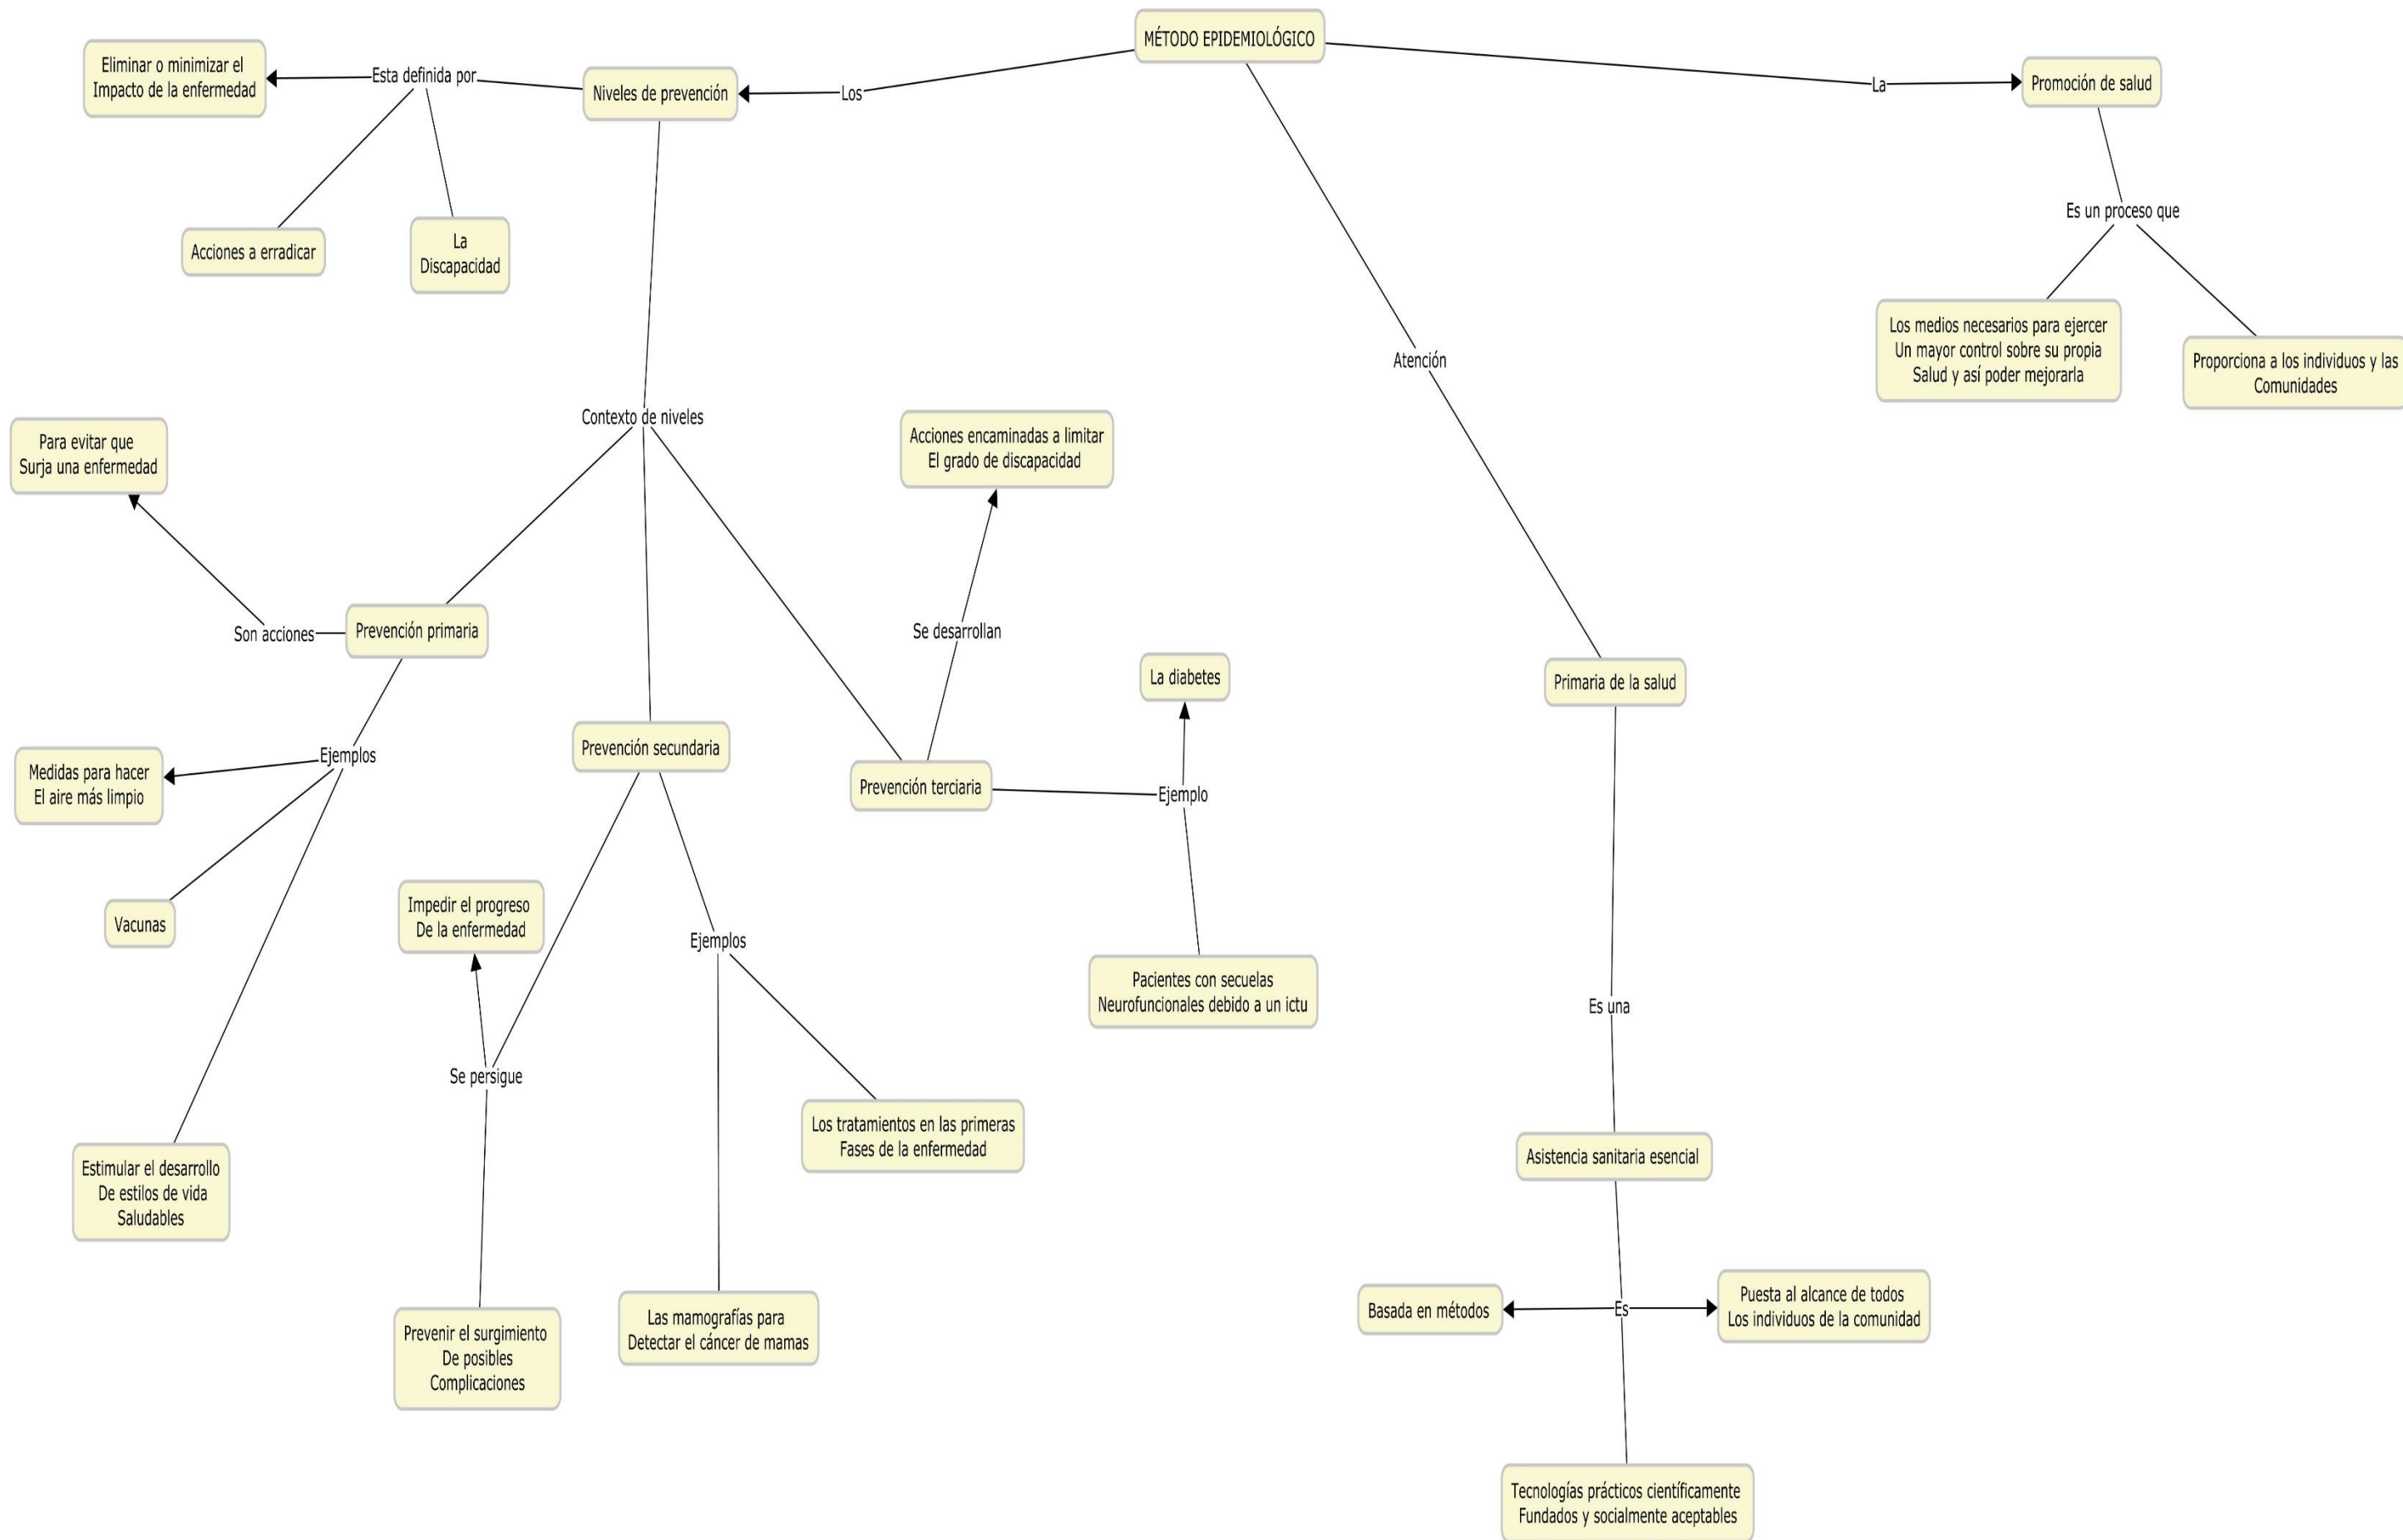 MÉTODO EPIDEMIOLÓGICO
Los
La
Niveles de prevención
Promoción de salud
Esta definida por
Eliminar o minimizar el
Impacto de la enfermedad
Acciones a erradicar
La
Discapacidad
Es un proceso que
Los medios necesarios para ejercer
Un mayor control sobre su propia
Salud y así poder mejorarla
Proporciona a los individuos y las
Comunidades
Atención
Contexto de niveles
Para evitar que
Surja una enfermedad
Acciones encaminadas a limitar
El grado de discapacidad
Son acciones
Prevención primaria
Se desarrollan
La diabetes
Primaria de la salud
Ejemplos
Medidas para hacer
El aire más limpio
Prevención secundaria
Prevención terciaria
Ejemplo
Vacunas
Impedir el progreso
De la enfermedad
Ejemplos
Pacientes con secuelas
Neurofuncionales debido a un ictu
Es una
Se persigue
Los tratamientos en las primeras
Fases de la enfermedad
Asistencia sanitaria esencial
Estimular el desarrollo
De estilos de vida
Saludables
Prevenir el surgimiento
De posibles
Complicaciones
Las mamografías para
Detectar el cáncer de mamas
Basada en métodos
Es
Puesta al alcance de todos
Los individuos de la comunidad
Tecnologías prácticos científicamente
Fundados y socialmente aceptables